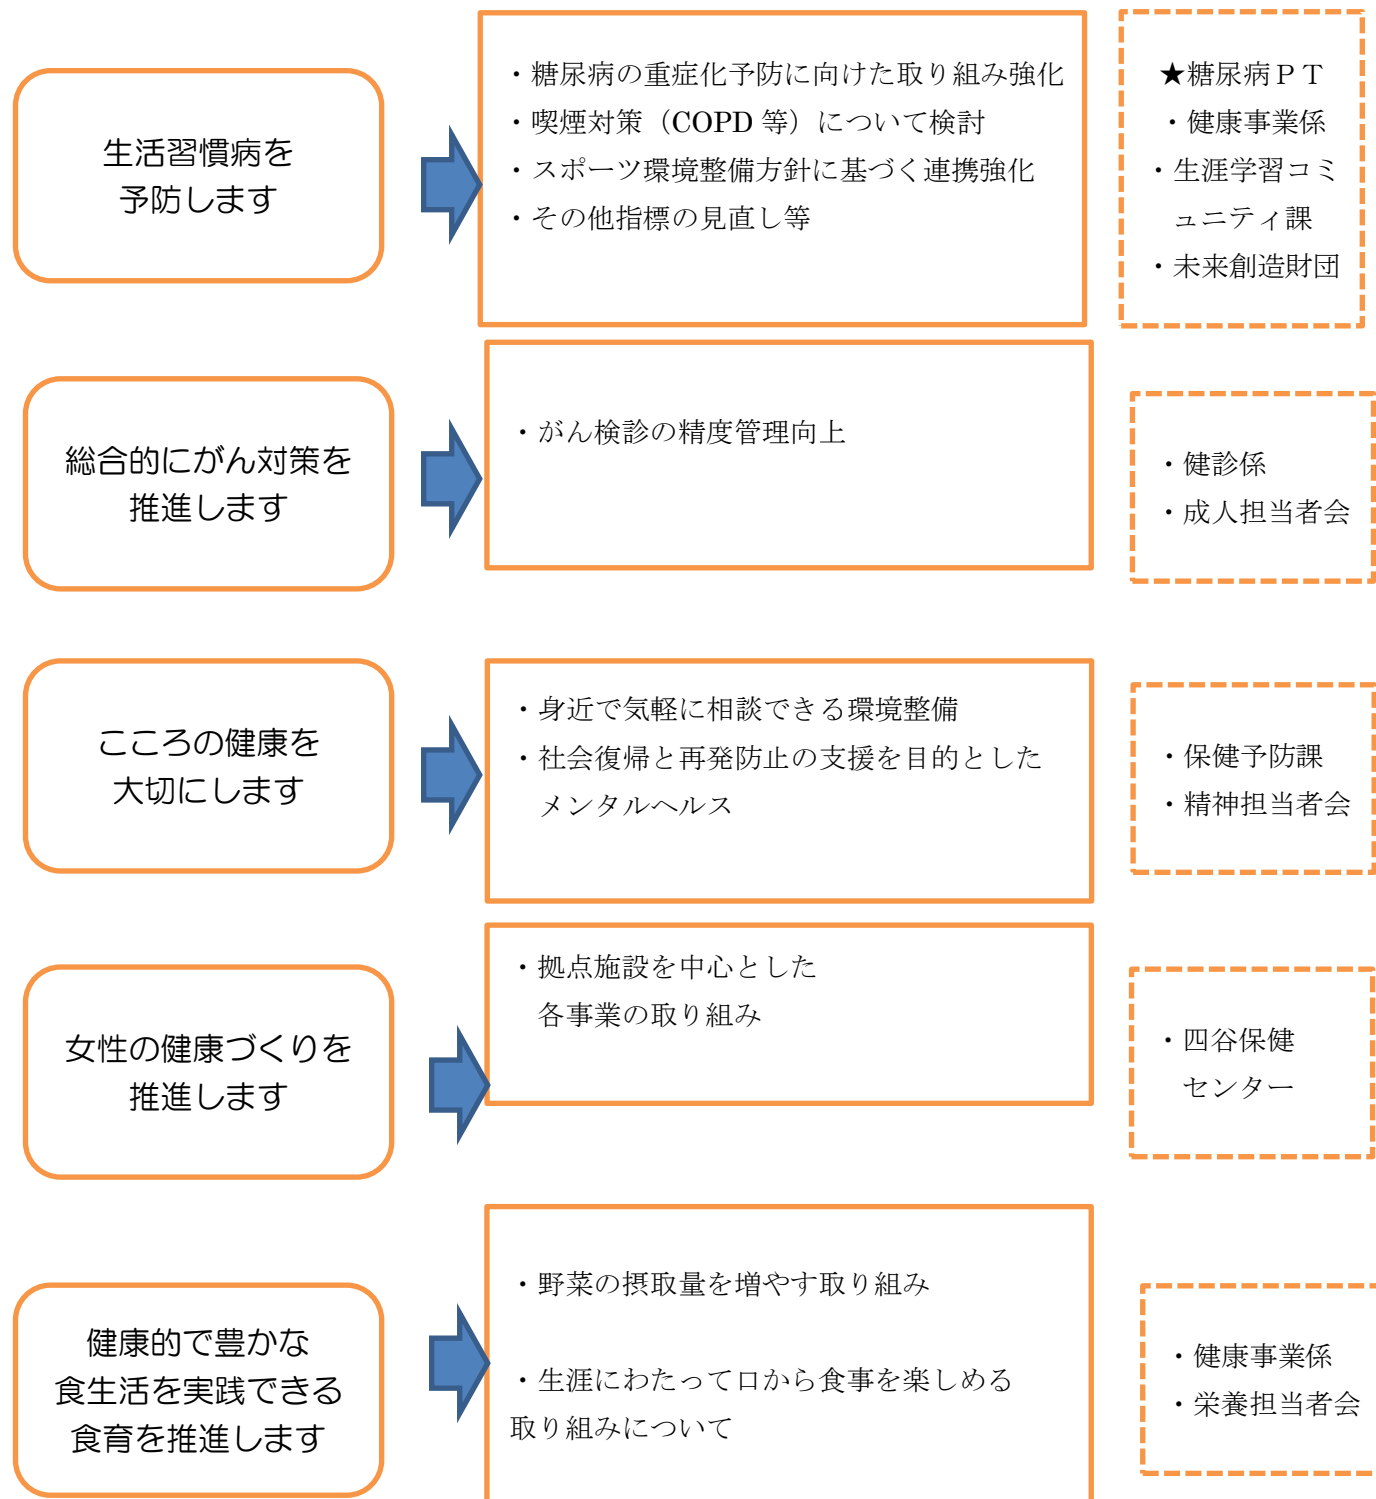 生活習慣病を
予防します
・糖尿病の重症化予防に向けた取り組み強化
・喫煙対策（COPD 等）について検討
・スポーツ環境整備方針に基づく連携強化
・その他指標の見直し等
★糖尿病ＰＴ
・健康事業係
・生涯学習コミ
ュニティ課
・未来創造財団
総合的にがん対策を
推進します
・がん検診の精度管理向上
・健診係
・成人担当者会
こころの健康を
大切にします
・身近で気軽に相談できる環境整備
・社会復帰と再発防止の支援を目的とした
メンタルヘルス
・保健予防課
・精神担当者会
女性の健康づくりを
推進します
・拠点施設を中心とした
各事業の取り組み
・四谷保健
センター
健康的で豊かな
食生活を実践できる
食育を推進します
・野菜の摂取量を増やす取り組み
・生涯にわたって口から食事を楽しめる
取り組みについて
・健康事業係
・栄養担当者会